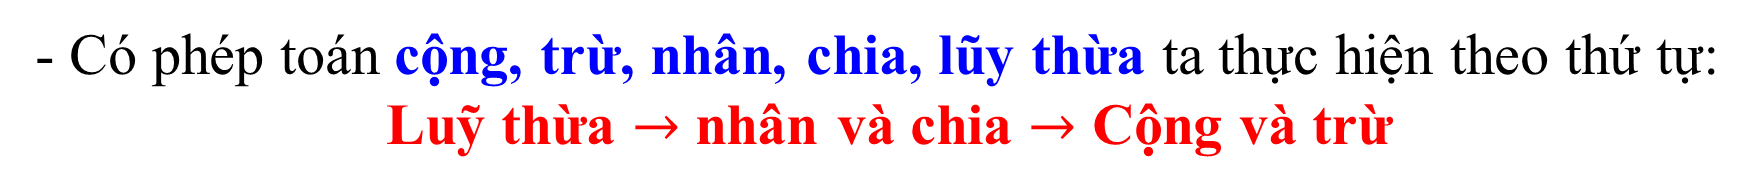 - Có phép toán cộng, trừ, nhân, chia, lũy thừa ta thực hiện theo thứ tự:
Luỹ thừa → nhân và chia → Cộng và trừ